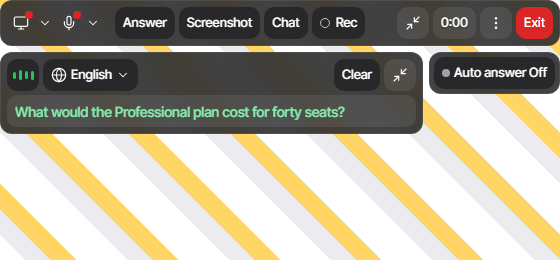 Answer Screenshot Chat Rec 0:00 Exit
English Clear Auto answer Off
What would the Professional plan cost for forty seats?